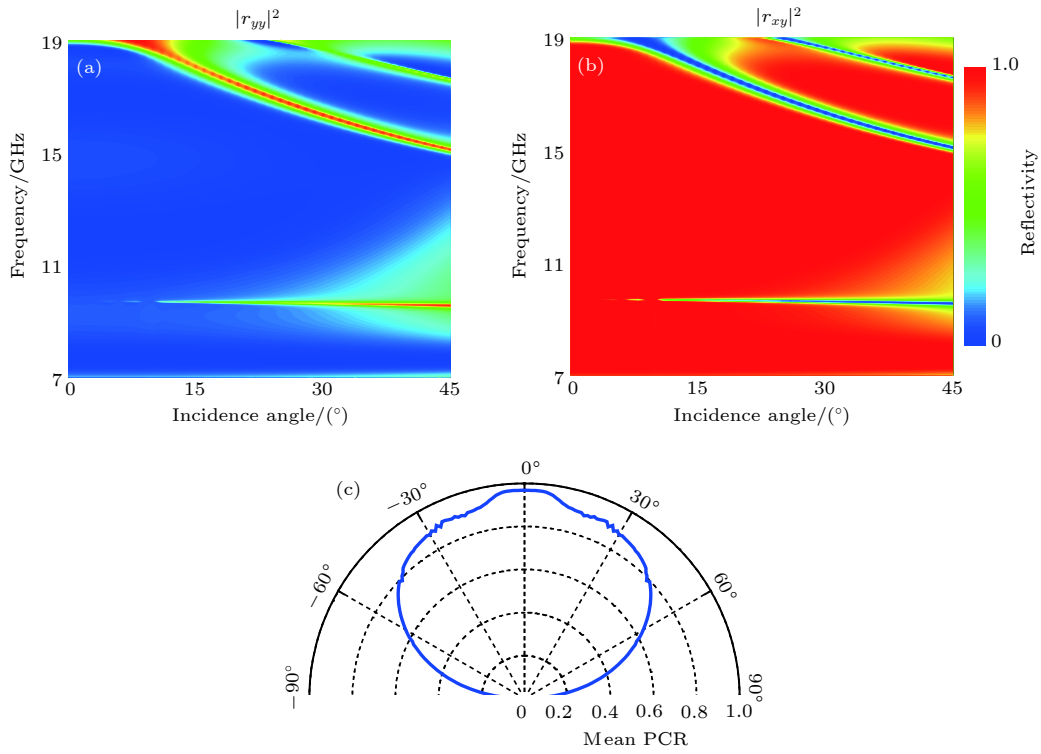 |r_yy|^2
|r_xy|^2
(a)
(b)
19
15
11
7
0
15
30
45
Frequency/GHz
Incidence angle/(°)
19
15
11
7
0
15
30
45
Frequency/GHz
Incidence angle/(°)
1.0
0
Reflectivity
(c)
−90°
−60°
−30°
0°
30°
60°
90°
0 0.2 0.4 0.6 0.8 1.0
Mean PCR